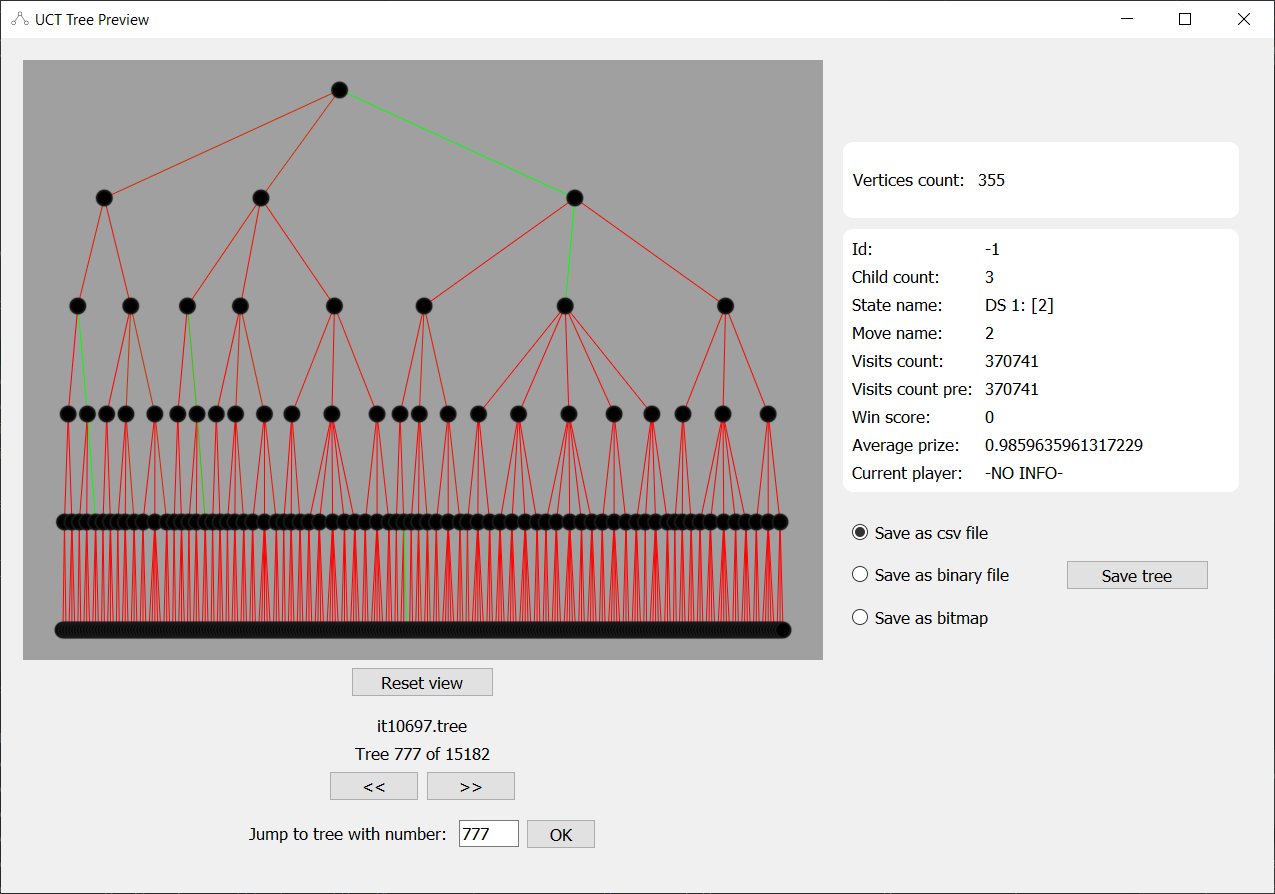 UCT Tree Preview
Vertices count: 355
Id: -1
Child count: 3
State name: DS 1: [2]
Move name: 2
Visits count: 370741
Visits count pre: 370741
Win score: 0
Average prize: 0.9859635961317229
Current player: -NO INFO-
Save as csv file
Save as binary file
Save tree
Save as bitmap
Reset view
it10697.tree
Tree 777 of 15182
<< >>
Jump to tree with number: 777 OK